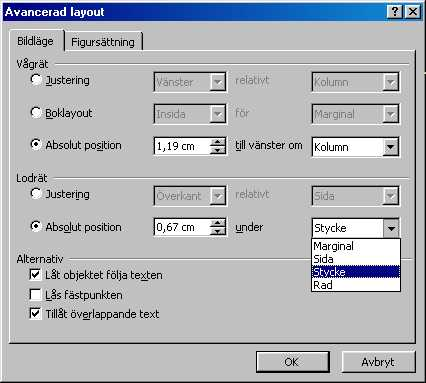 Avancerad layout
Bildläge Figursättning
Vågrät
Justering Vänster relativt Kolumn
Boklayout Insida för Marginal
Absolut position 1,19 cm till vänster om Kolumn
Lodrät
Justering Överkant relativt Sida
Absolut position 0,67 cm under Stycke
Marginal
Sida
Stycke
Rad
Alternativ
Låt objektet följa texten
Lås fästpunkten
Tillåt överlappande text
OK Avbryt